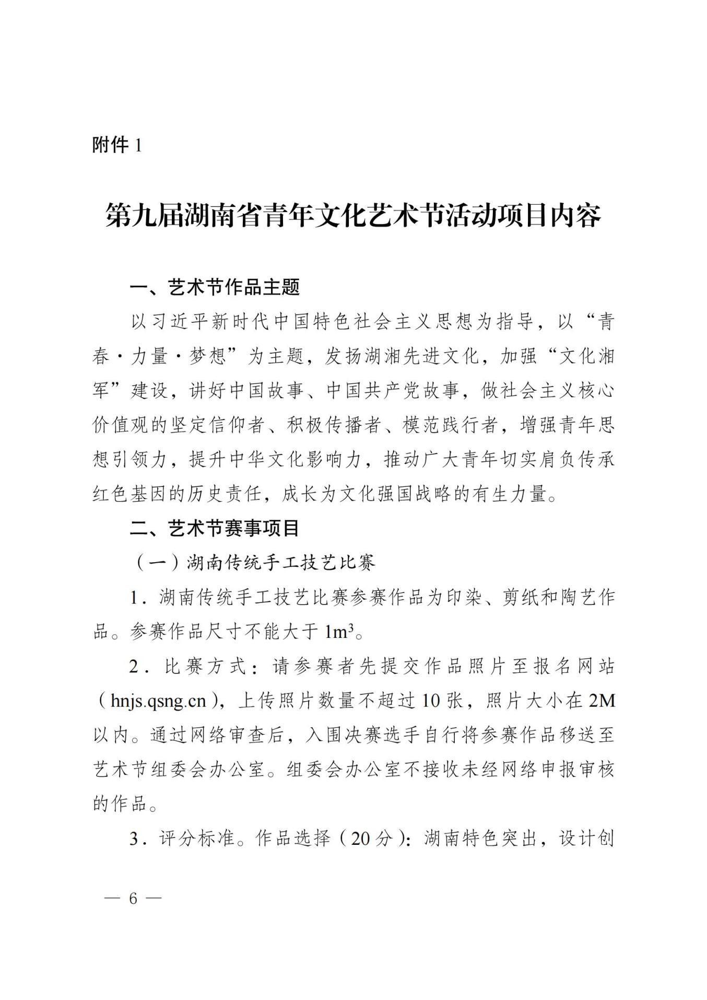 附件 1
第九届湖南省青年文化艺术节活动项目内容
一、艺术节作品主题
以习近平新时代中国特色社会主义思想为指导，以“青
春·力量·梦想”为主题，发扬湖湘先进文化，加强“文化湘
军”建设，讲好中国故事、中国共产党故事，做社会主义核心
价值观的坚定信仰者、积极传播者、模范践行者，增强青年思
想引领力，提升中华文化影响力，推动广大青年切实肩负传承
红色基因的历史责任，成长为文化强国战略的有生力量。
二、艺术节赛事项目
（一）湖南传统手工技艺比赛
1．湖南传统手工技艺比赛参赛作品为印染、剪纸和陶艺作
品。参赛作品尺寸不能大于 1m³。
2．比赛方式：请参赛者先提交作品照片至报名网站
（hnjs.qsng.cn），上传照片数量不超过 10 张，照片大小在 2M
以内。通过网络审查后，入围决赛选手自行将参赛作品移送至
艺术节组委会办公室。组委会办公室不接收未经网络申报审核
的作品。
3．评分标准。作品选择（20 分）：湖南特色突出，设计创
— 6 —